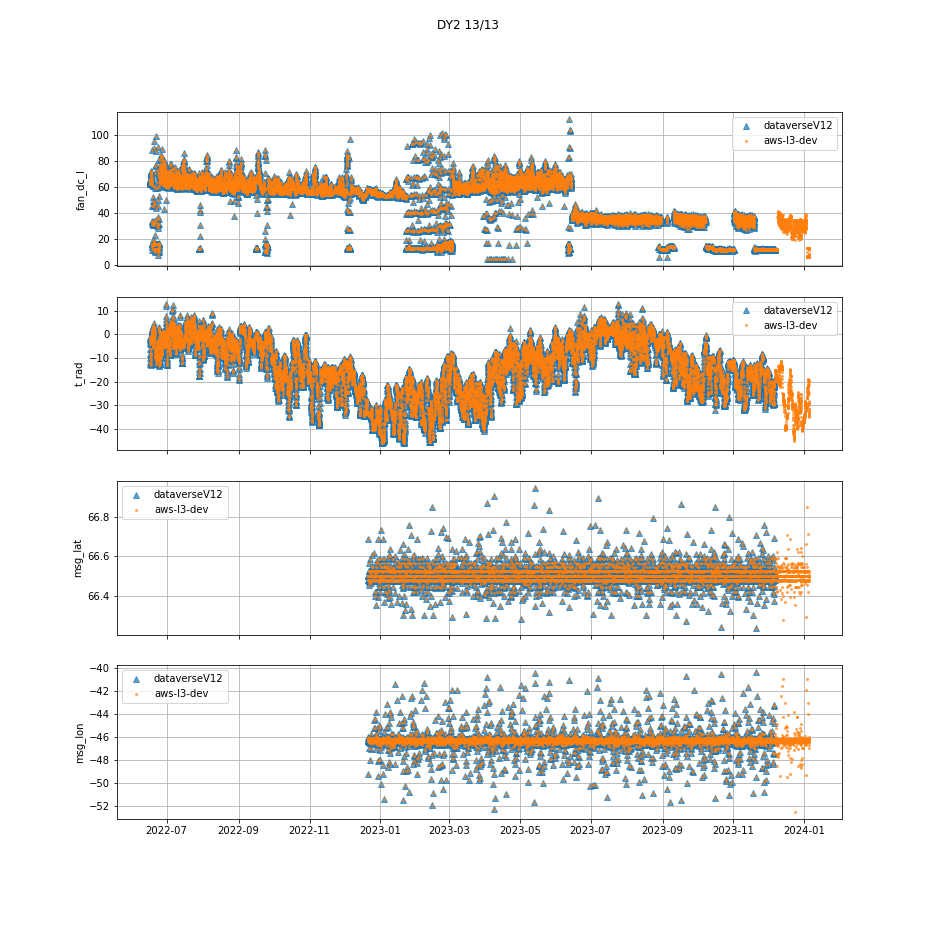 DY2 13/13
fan_dc_I
100
80
60
40
20
0
dataverseV12
aws-l3-dev
t_rad
10
0
−10
−20
−30
−40
dataverseV12
aws-l3-dev
msg_lat
66.8
66.6
66.4
dataverseV12
aws-l3-dev
msg_lon
−40
−42
−44
−46
−48
−50
−52
dataverseV12
aws-l3-dev
2022-07 2022-09 2022-11 2023-01 2023-03 2023-05 2023-07 2023-09 2023-11 2024-01